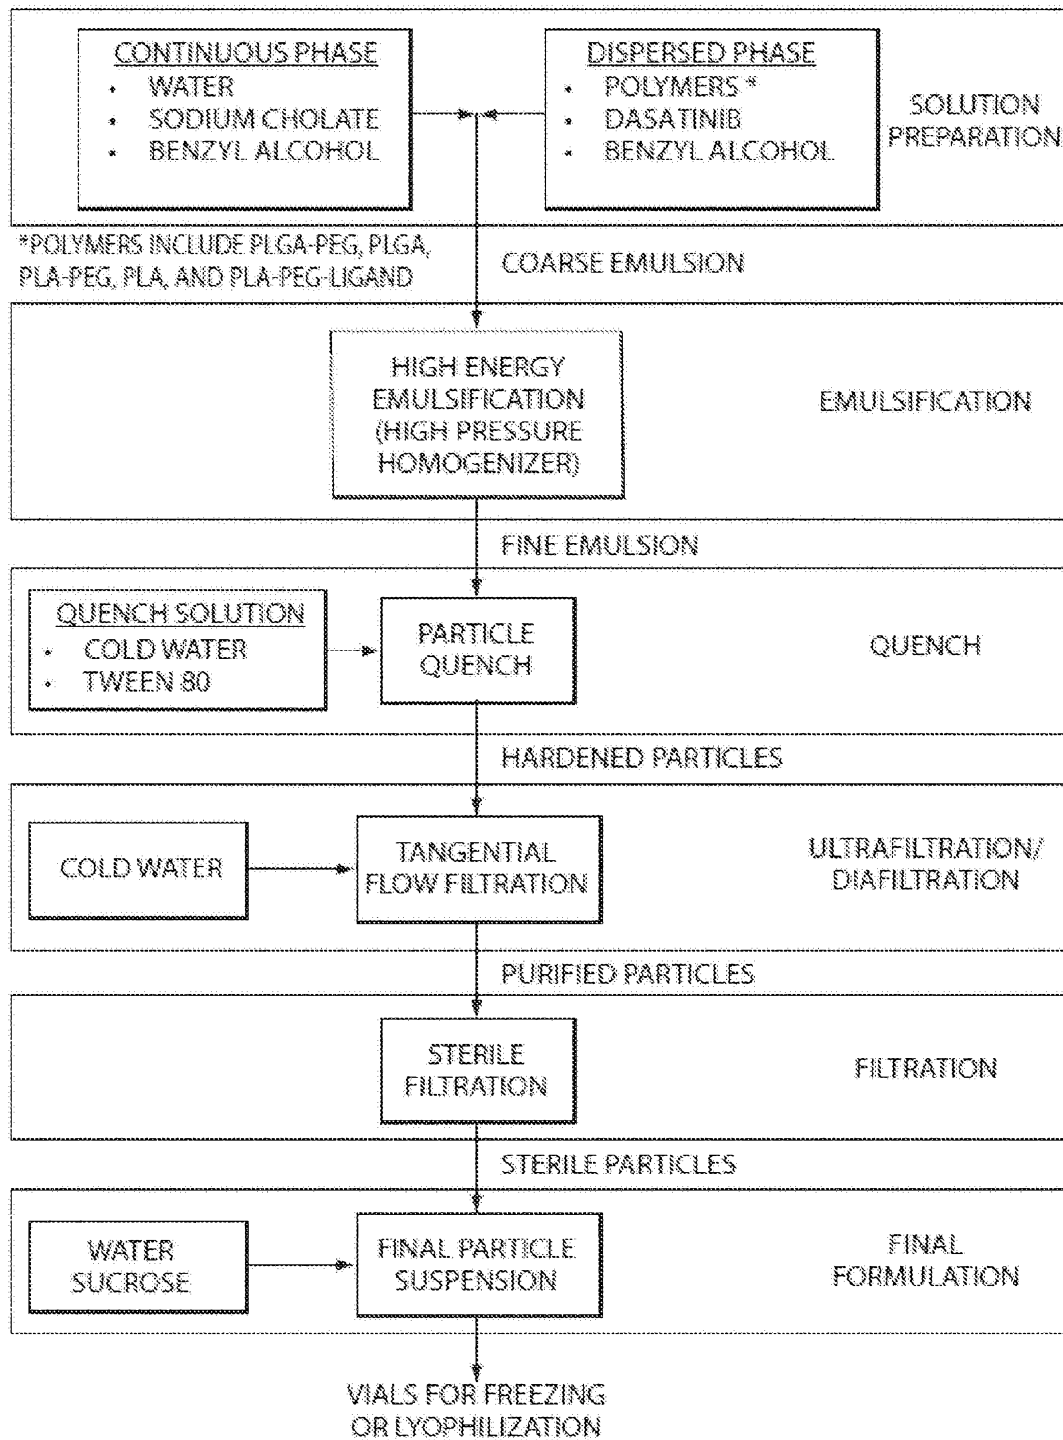 CONTINUOUS PHASE
• WATER
• SODIUM CHOLATE
• BENZYL ALCOHOL
DISPERSED PHASE
• POLYMERS *
• DASATINIB
• BENZYL ALCOHOL
SOLUTION
PREPARATION
*POLYMERS INCLUDE PLGA-PEG, PLGA,
PLA-PEG, PLA, AND PLA-PEG-LIGAND
COARSE EMULSION
HIGH ENERGY
EMULSIFICATION
(HIGH PRESSURE
HOMOGENIZER)
EMULSIFICATION
FINE EMULSION
QUENCH SOLUTION
• COLD WATER
• TWEEN 80
PARTICLE
QUENCH
QUENCH
HARDENED PARTICLES
COLD WATER
TANGENTIAL
FLOW FILTRATION
ULTRAFILTRATION/
DIAFILTRATION
PURIFIED PARTICLES
STERILE
FILTRATION
FILTRATION
STERILE PARTICLES
WATER
SUCROSE
FINAL PARTICLE
SUSPENSION
FINAL
FORMULATION
VIALS FOR FREEZING
OR LYOPHILIZATION